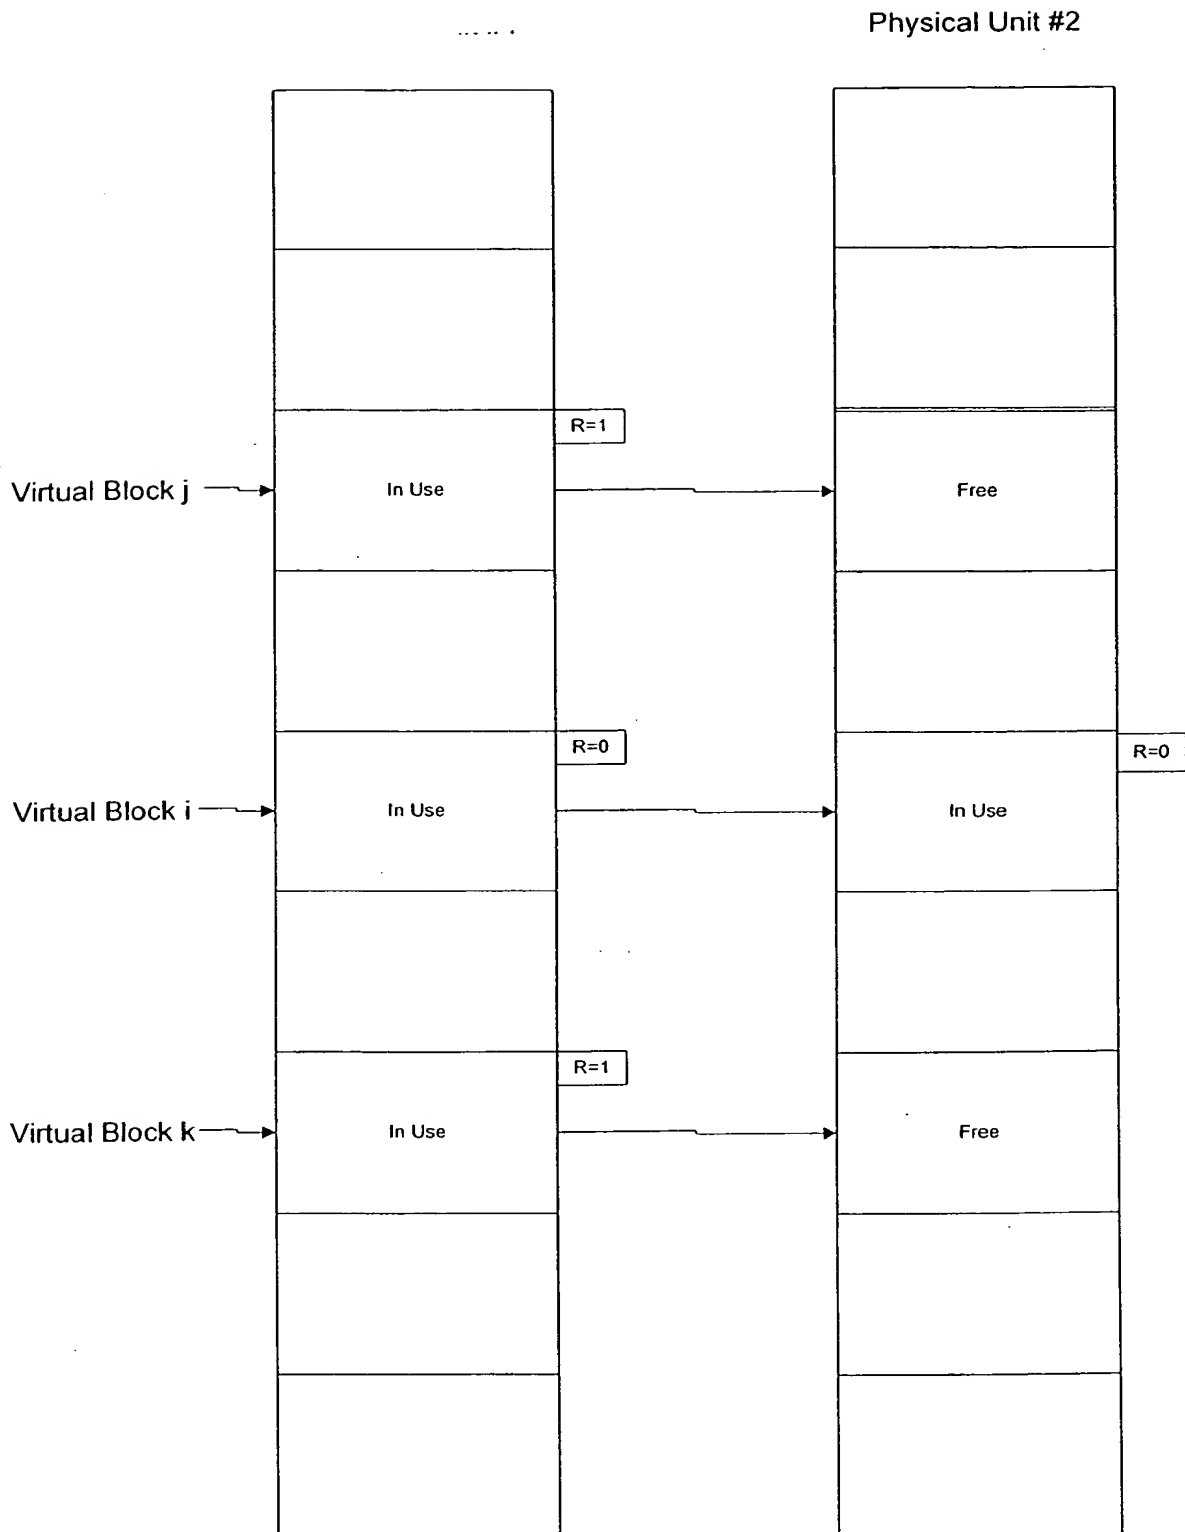 Physical Unit #2
R=1
Virtual Block j
In Use
Free
R=0
R=0
Virtual Block i
In Use
In Use
R=1
Virtual Block k
In Use
Free